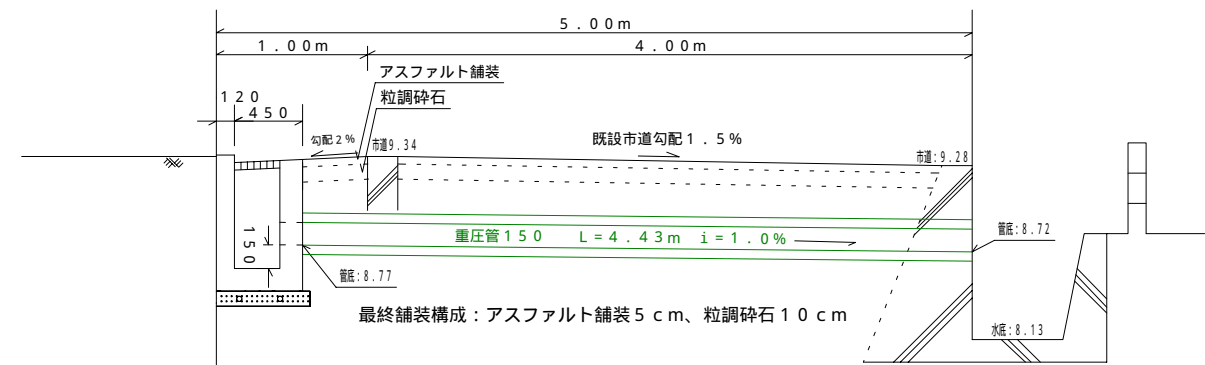 5.00m
1.00m
4.00m
アスファルト舗装
粒調砕石
120
450
勾配2%
市道9.34
既設市道勾配1.5%
市道:9.28
150
重圧管150 L=4.43m i=1.0%
管底:8.72
管底:8.77
最終舗装構成:アスファルト舗装5cm、粒調砕石10cm
水底:8.13